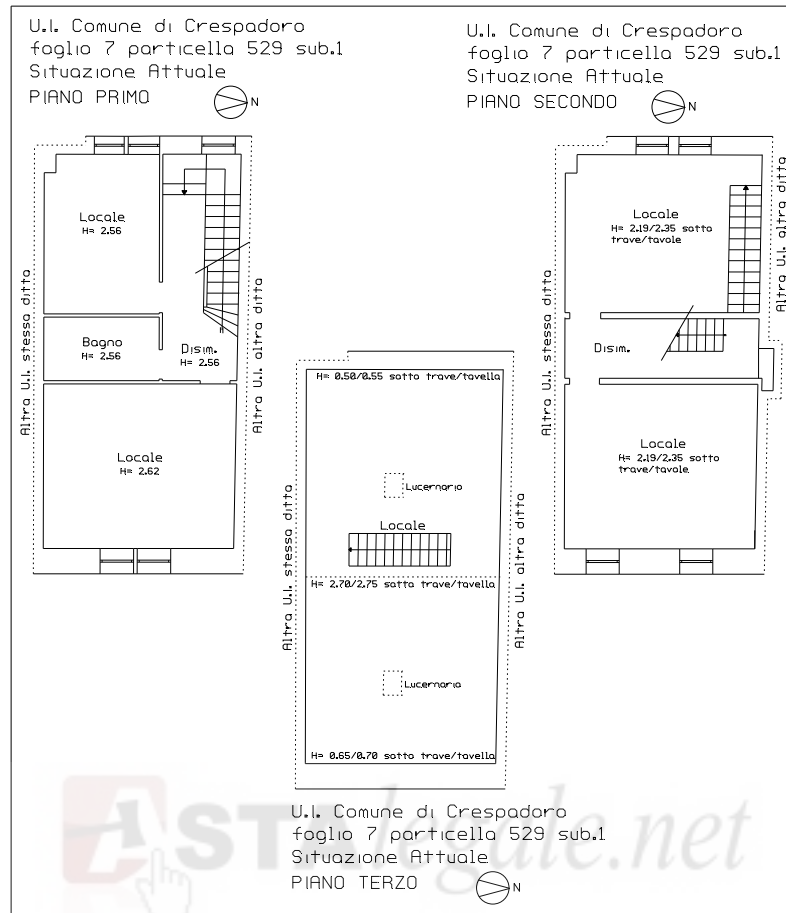 U.I. Comune di Crespadoro
foglio 7 particella 529 sub.1
Situazione Attuale
PIANO PRIMO
N
Altra U.I. stessa ditta
Locale
H= 2.56
Bagno
H= 2.56
Disim.
H= 2.56
Locale
H= 2.62
Altra U.I. altra ditta
U.I. Comune di Crespadoro
foglio 7 particella 529 sub.1
Situazione Attuale
PIANO SECONDO
N
Altra U.I. stessa ditta
Locale
H= 2.19/2.35 sotto
trave/tavole
Disim.
Locale
H= 2.19/2.35 sotto
trave/tavole
Altra U.I. altra ditta
Altra U.I. altra ditta
Altra U.I. stessa ditta
H= 0.50/0.55 sotto trave/tavella
Lucernario
Locale
H= 2.70/2.75 sotto trave/tavella
Lucernario
H= 0.65/0.70 sotto trave/tavella
Altra U.I. altra ditta
U.I. Comune di Crespadoro
foglio 7 particella 529 sub.1
Situazione Attuale
PIANO TERZO
N
ASTAlegale.net